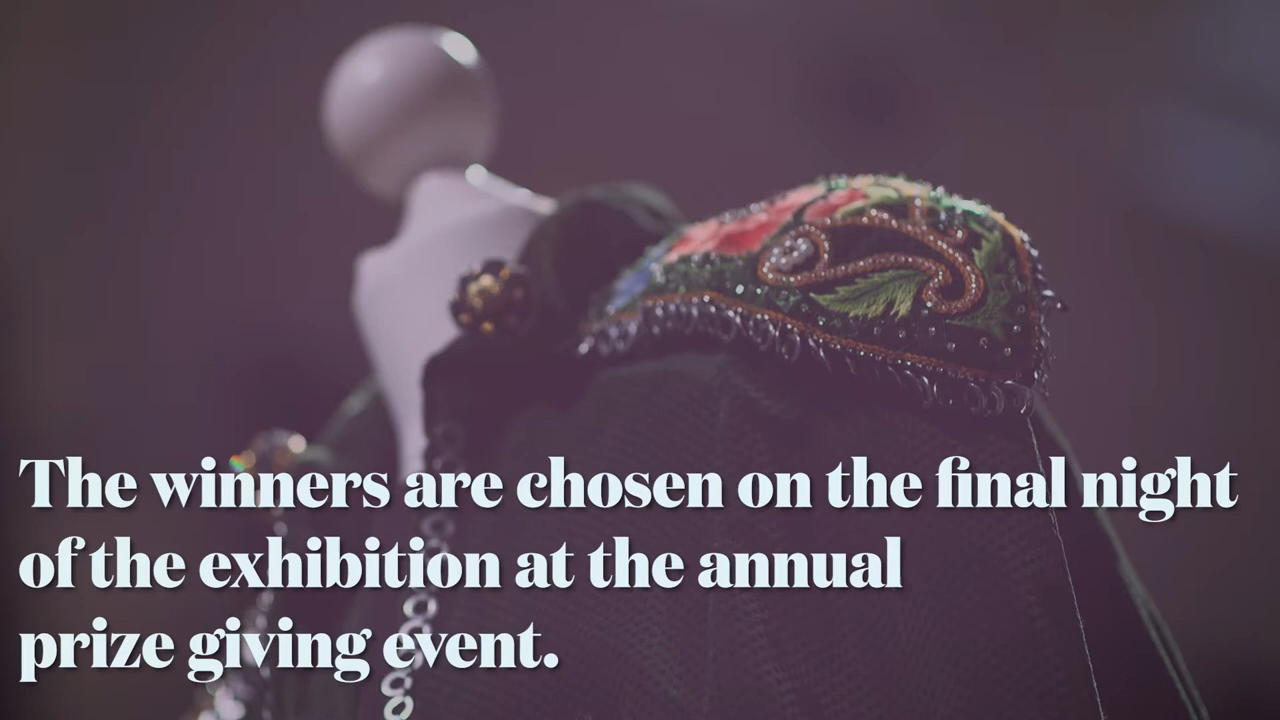 The winners are chosen on the final night
of the exhibition at the annual
prize giving event.